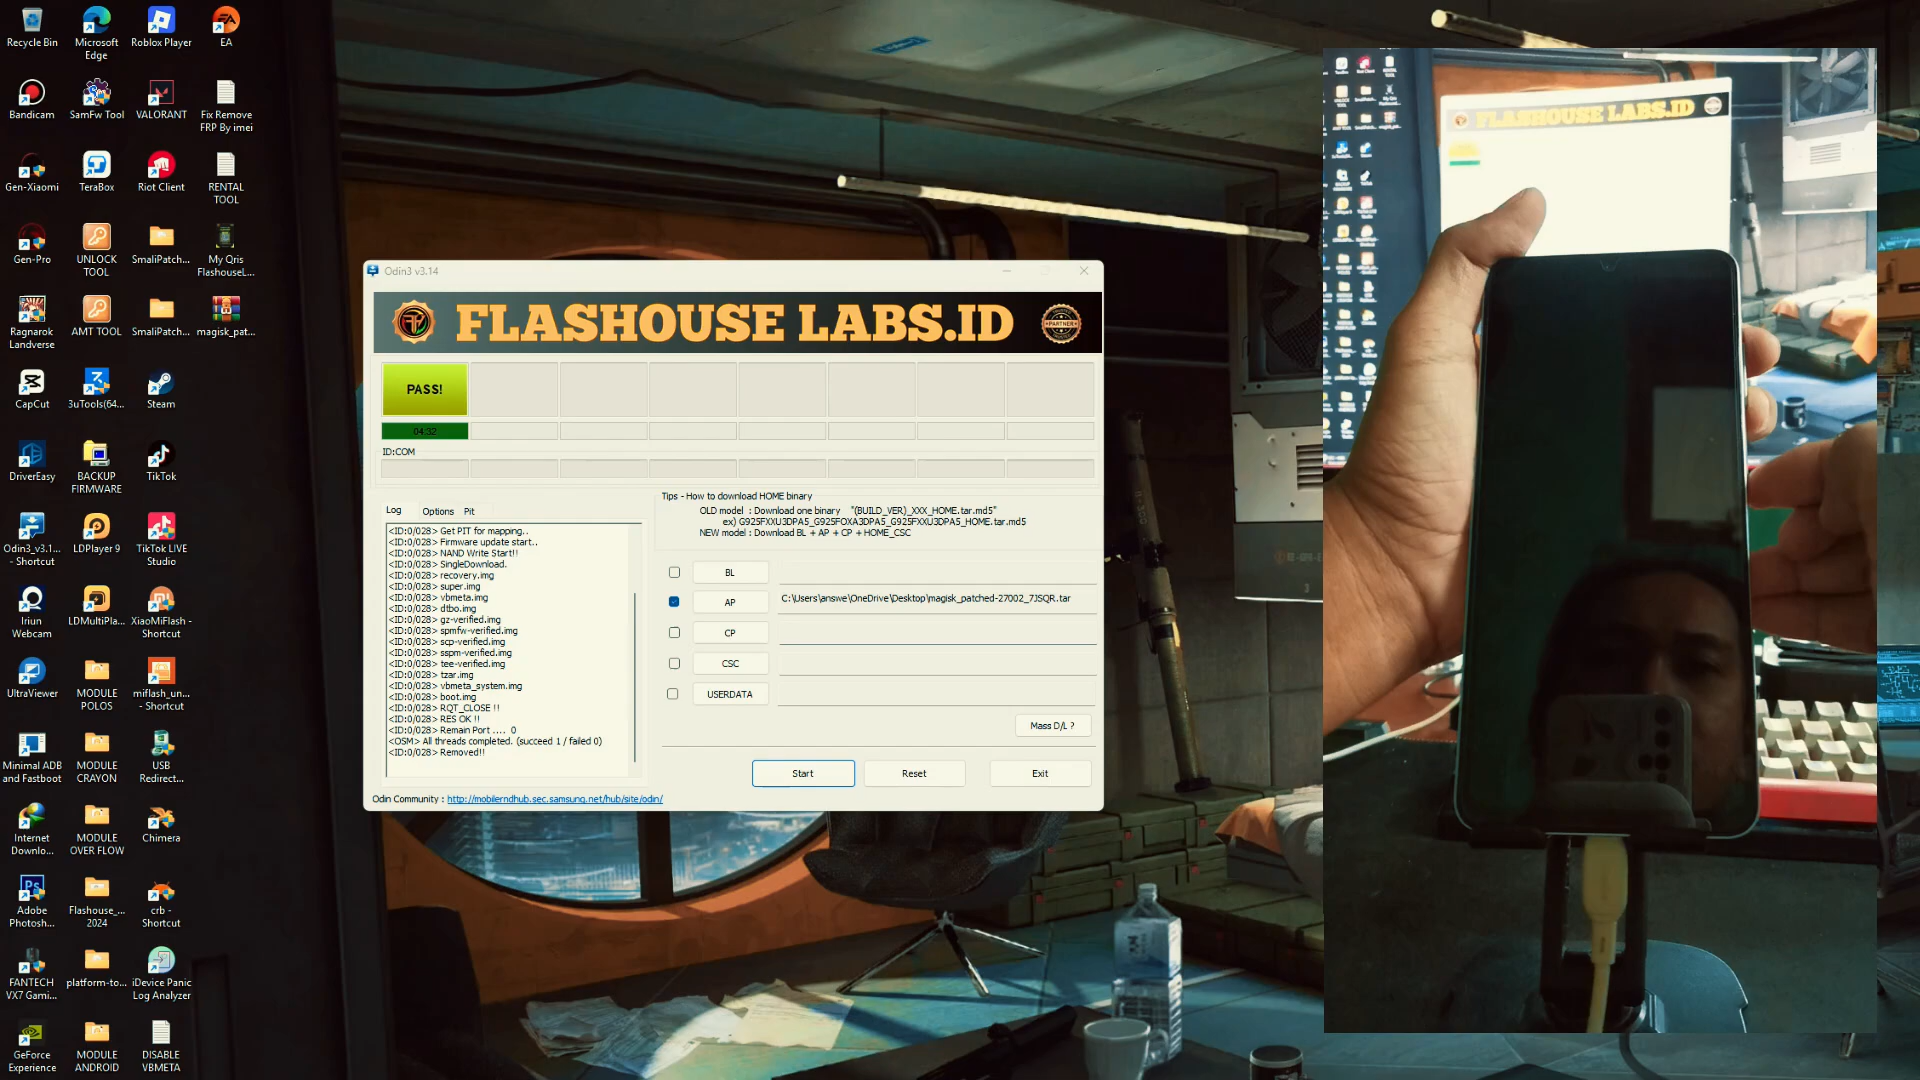 Recycle Bin
Microsoft
Edge
Roblox Player
EA
Bandicam
SamFw Tool
VALORANT
Fix Remove
FRP By imei
Gen-Xiaomi
TeraBox
Riot Client
RENTAL
TOOL
Gen-Pro
UNLOCK
TOOL
SmaliPatch...
My Qris
FlashouseL...
Ragnarok
Landverse
AMT TOOL
SmaliPatch...
magisk_pat...
CapCut
3uTools(64...
Steam
DriverEasy
BACKUP
FIRMWARE
TikTok
Odin3_v3.1...
- Shortcut
LDPlayer 9
TikTok LIVE
Studio
Iriun
Webcam
LDMultiPla...
XiaoMiFlash -
Shortcut
UltraViewer
MODULE
POLOS
miflash_un...
- Shortcut
Minimal ADB
and Fastboot
MODULE
CRAYON
USB
Redirect...
Internet
Downlo...
MODULE
OVER FLOW
Chimera
Adobe
Photosh...
Flashouse_...
2024
crb -
Shortcut
FANTECH
VX7 Gami...
platform-to...
iDevice Panic
Log Analyzer
GeForce
Experience
MODULE
ANDROID
DISABLE
VBMETA
Odin3 v3.14
FLASHOUSE LABS.ID
PARTNER
PASS!
04:32
ID:COM
Log
Options
Pit
<ID:0/028> Get PIT for mapping..
<ID:0/028> Firmware update start..
<ID:0/028> NAND Write Start!!
<ID:0/028> SingleDownload.
<ID:0/028> recovery.img
<ID:0/028> super.img
<ID:0/028> vbmeta.img
<ID:0/028> dtbo.img
<ID:0/028> gz-verified.img
<ID:0/028> spmfw-verified.img
<ID:0/028> scp-verified.img
<ID:0/028> sspm-verified.img
<ID:0/028> tee-verified.img
<ID:0/028> tzar.img
<ID:0/028> vbmeta_system.img
<ID:0/028> boot.img
<ID:0/028> RQT_CLOSE !!
<ID:0/028> RES OK !!
<ID:0/028> Remain Port .... 0
<OSM> All threads completed. (succeed 1 / failed 0)
<ID:0/028> Removed!!
Tips - How to download HOME binary
OLD model : Download one binary "(BUILD_VER)_XXX_HOME.tar.md5"
ex) G925FXXU3DPA5_G925FOXA3DPA5_G925FXXU3DPA5_HOME.tar.md5
NEW model : Download BL + AP + CP + HOME_CSC
BL
AP
C:\Users\answe\OneDrive\Desktop\magisk_patched-27002_7JSQR.tar
CP
CSC
USERDATA
Mass D/L ?
Start
Reset
Exit
Odin Community : http://mobilerndhub.sec.samsung.net/hub/site/odin/
FLASHOUSE LABS.ID